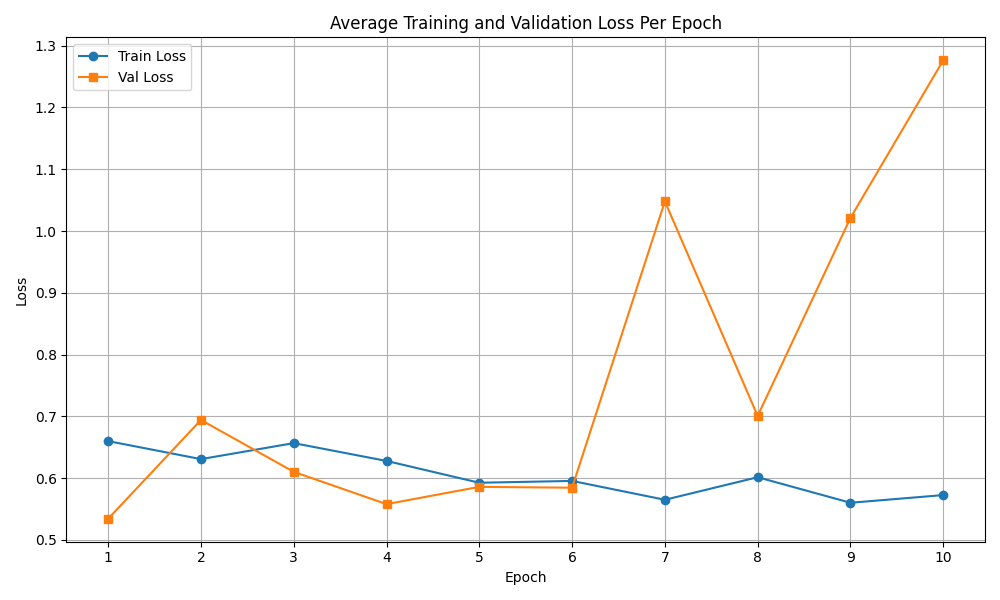 Average Training and Validation Loss Per Epoch
Train Loss
Val Loss
1.3
1.2
1.1
1.0
0.9
0.8
0.7
0.6
0.5
Loss
1 2 3 4 5 6 7 8 9 10
Epoch